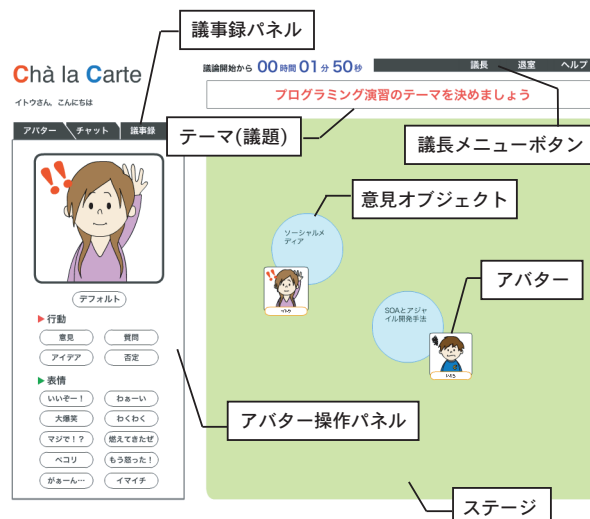 議事録パネル
Chà la Carte
議論開始から 00時間 01分 50秒
議長 退室 ヘルプ
イトウさん、こんにちは
プログラミング演習のテーマを決めましょう
アバター チャット 議事録
テーマ(議題)
議長メニューボタン
意見オブジェクト
ソーシャルメ
ディア
アバター
SOAとアジャ
イル開発手法
デフォルト
行動
意見 質問
アイデア 否定
表情
いいぞー! わぁーい
大爆笑 わくわく
マジで!? 燃えてきたぜ
ペコリ もう怒った!
がぁーん… イマイチ
アバター操作パネル
ステージ